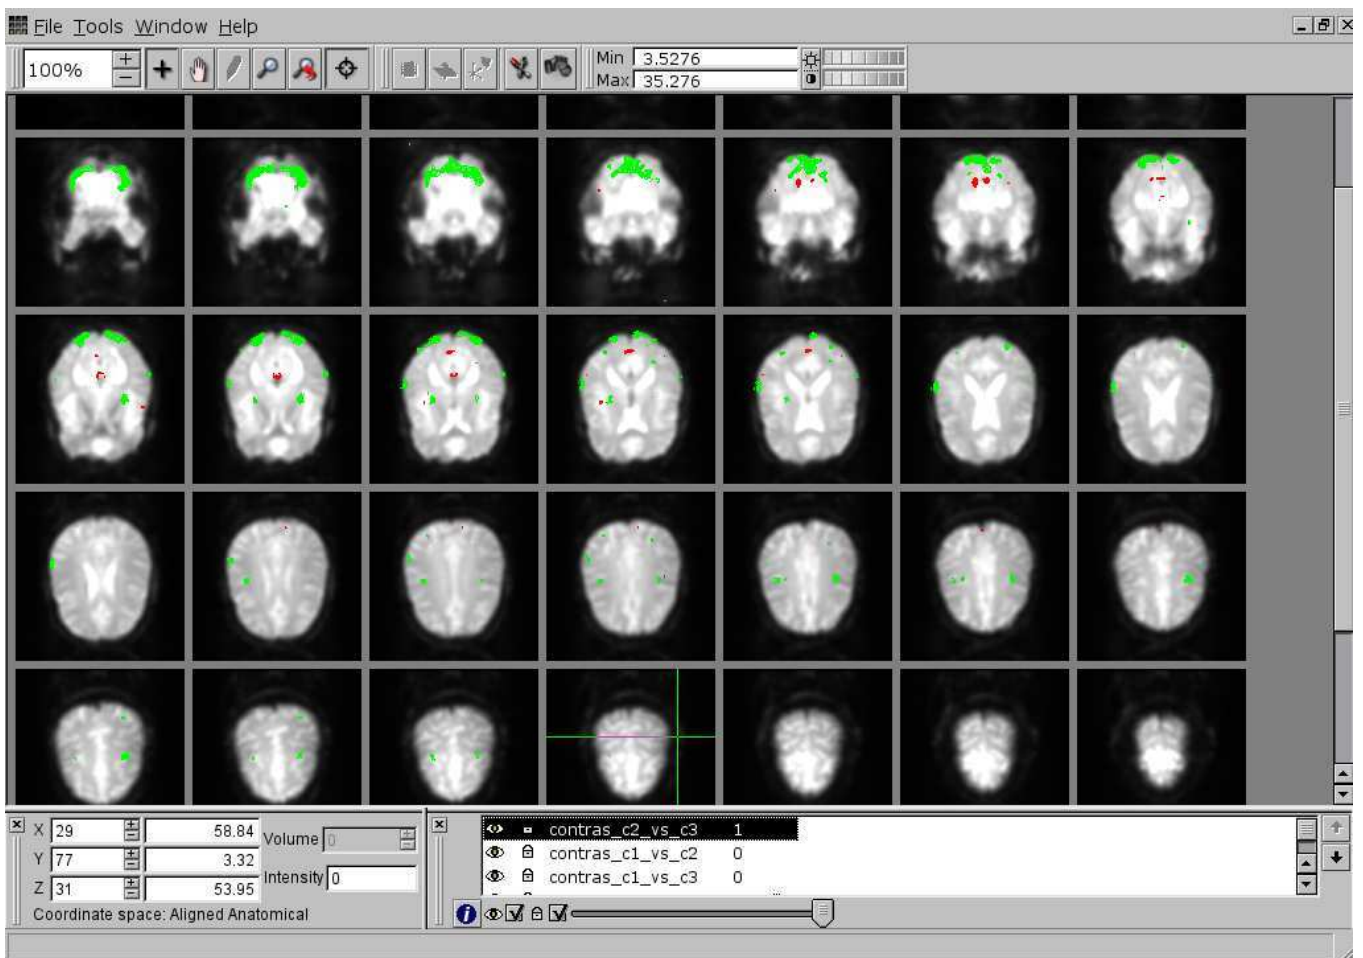 File Tools Window Help
100% Min 3.5276
Max 35.276
X 29 58.84 Volume 0
Y 77 3.32
Z 31 53.95 Intensity 0
Coordinate space: Aligned Anatomical
contras_c2_vs_c3 1
contras_c1_vs_c2 0
contras_c1_vs_c3 0